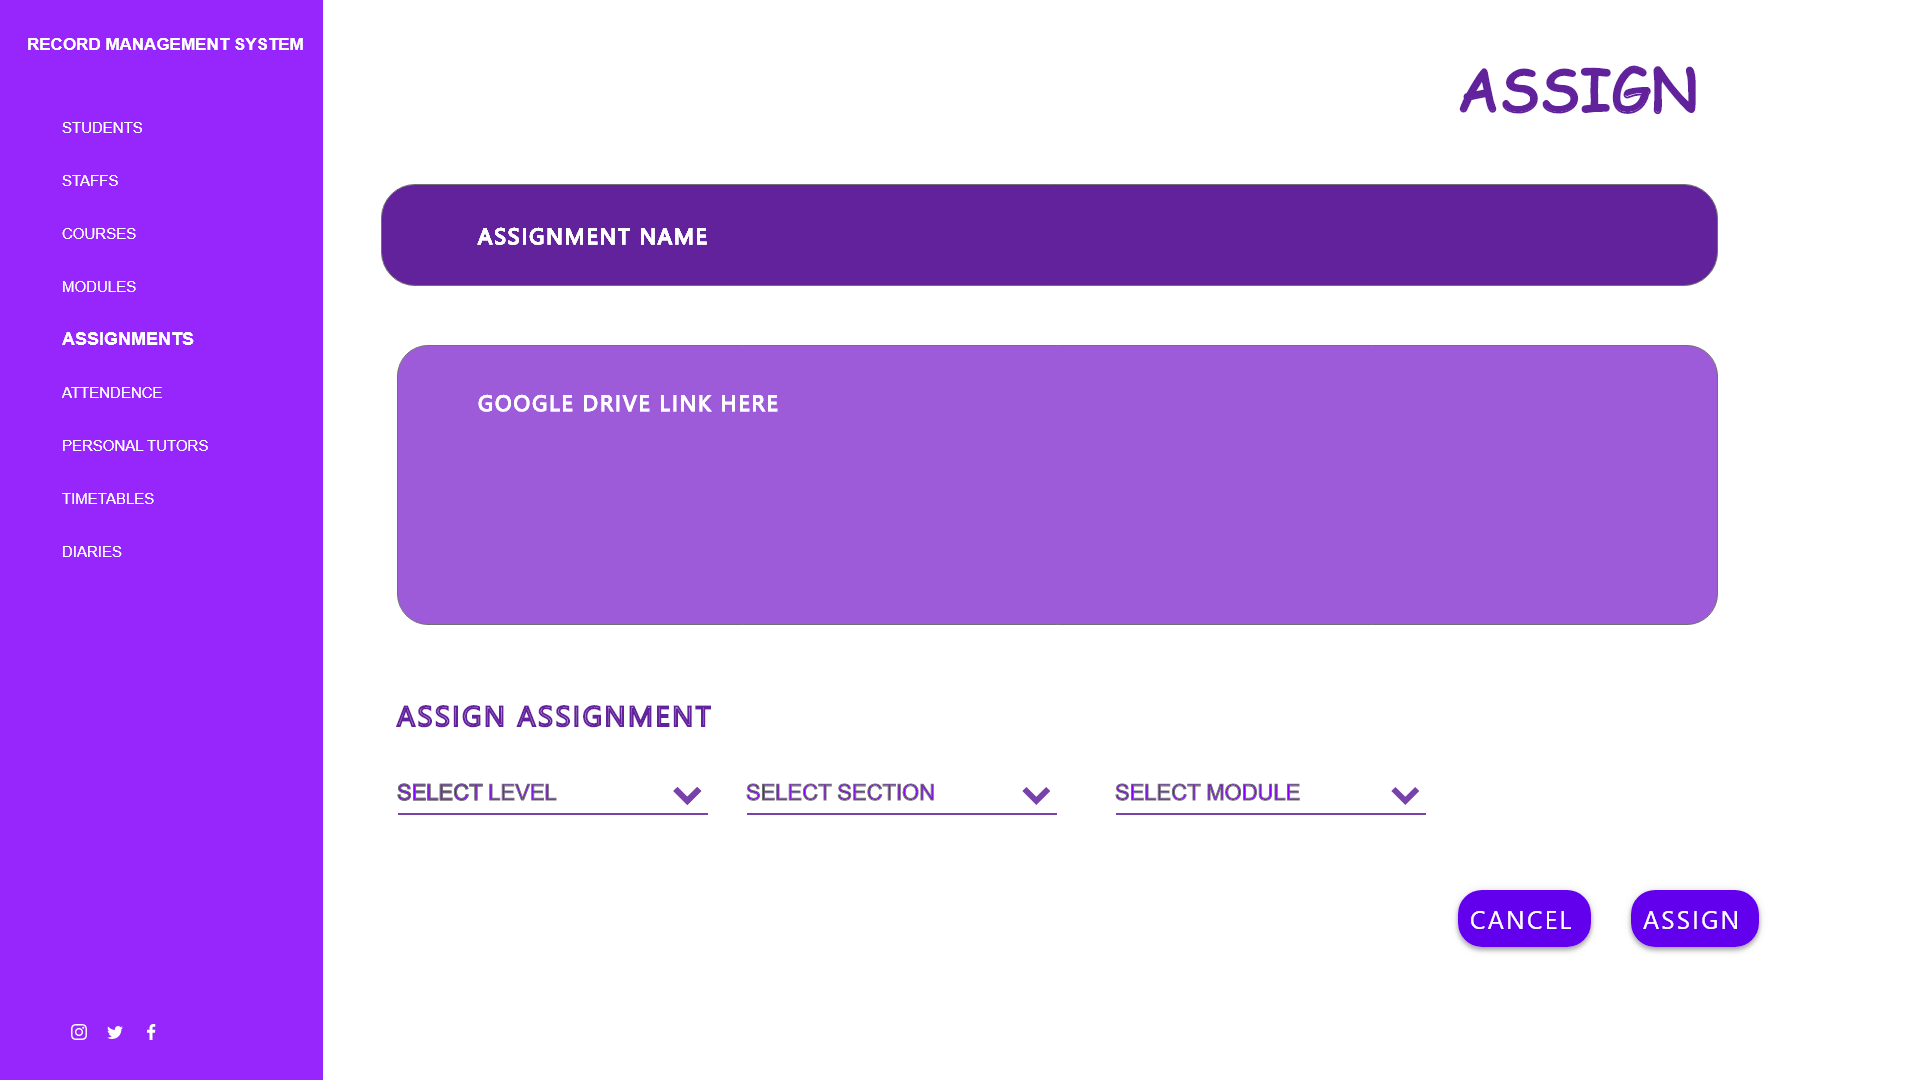 RECORD MANAGEMENT SYSTEM
STUDENTS
STAFFS
COURSES
MODULES
ASSIGNMENTS
ATTENDENCE
PERSONAL TUTORS
TIMETABLES
DIARIES
ASSIGN
ASSIGNMENT NAME
GOOGLE DRIVE LINK HERE
ASSIGN ASSIGNMENT
SELECT LEVEL
SELECT SECTION
SELECT MODULE
CANCEL
ASSIGN